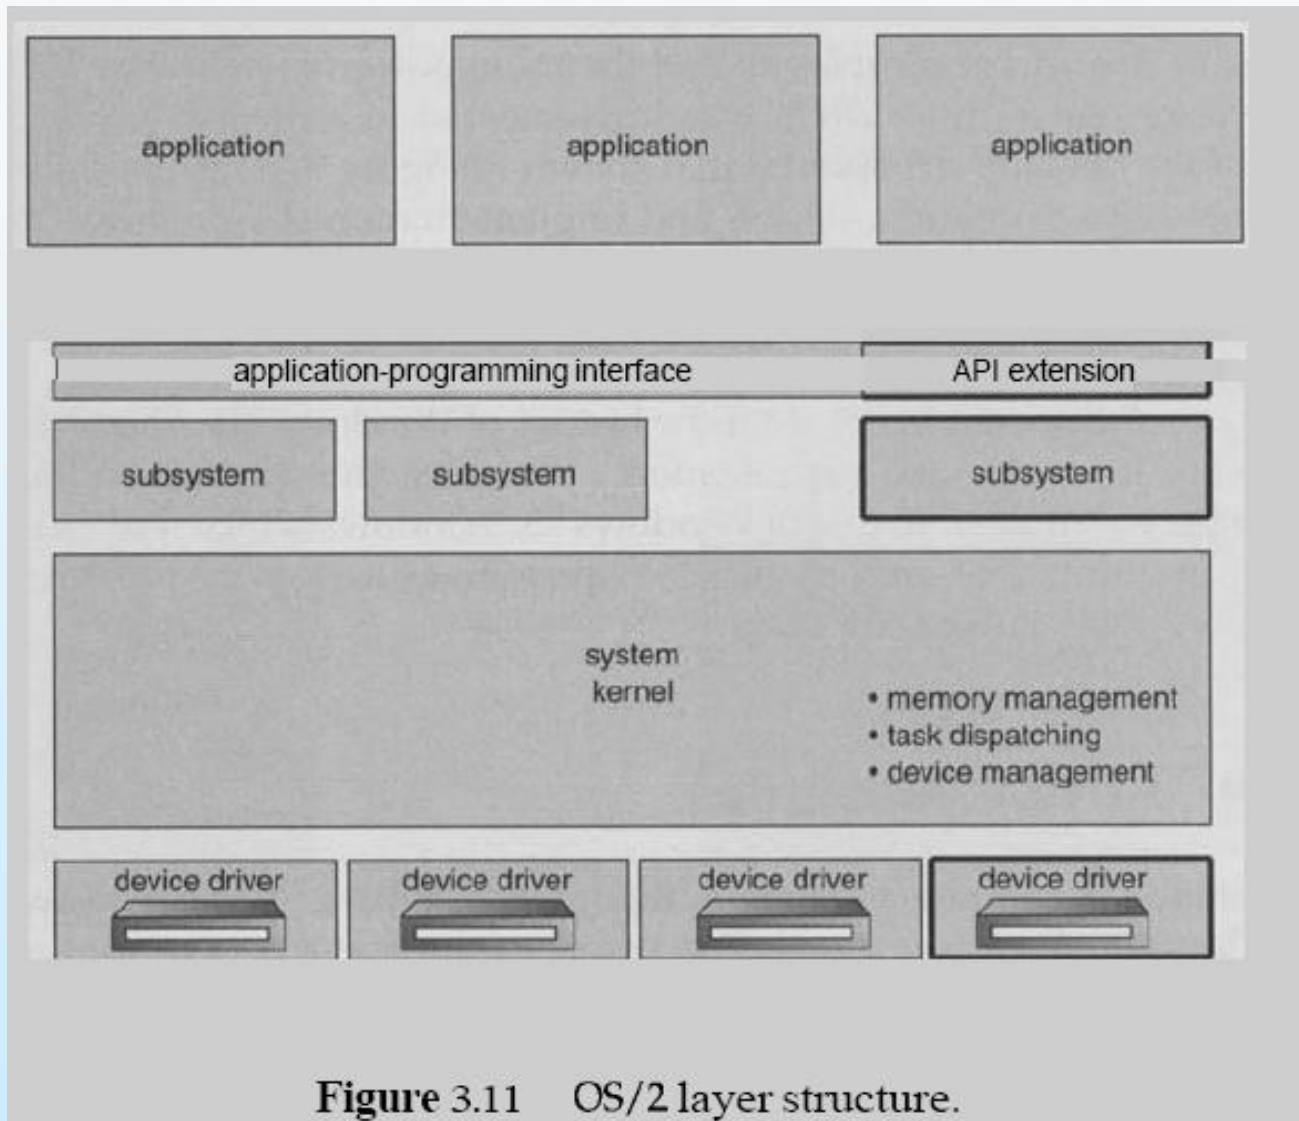 application
application
application
application-programming interface
API extension
subsystem
subsystem
subsystem
system
kernel
• memory management
• task dispatching
• device management
device driver
device driver
device driver
device driver
Figure 3.11 OS/2 layer structure.